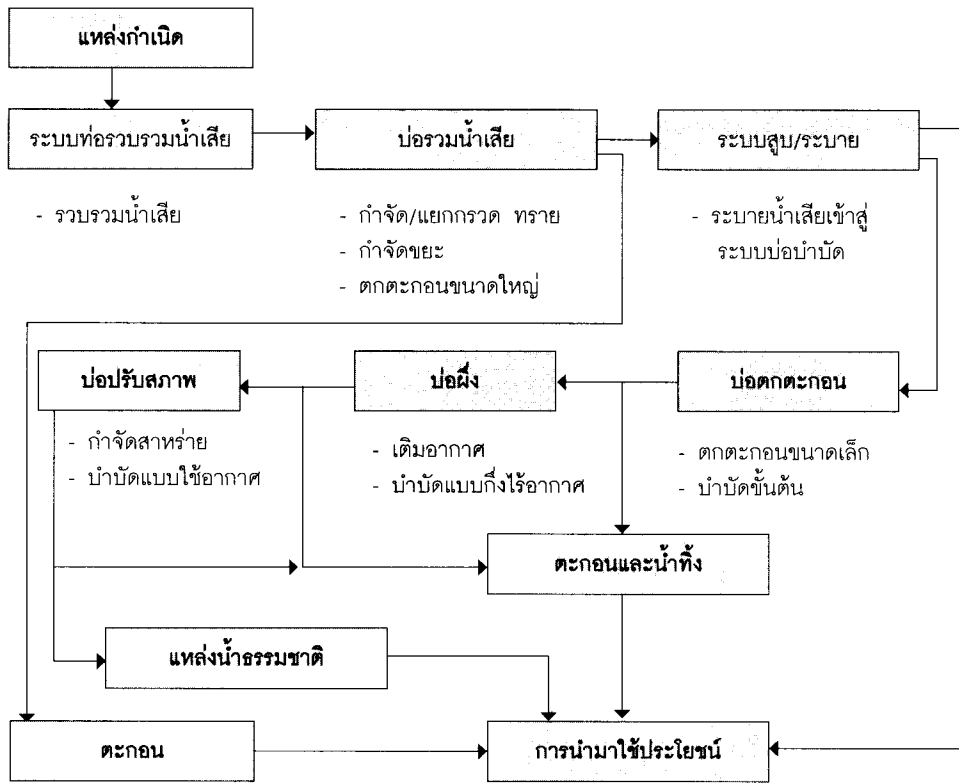 แหล่งกำเนิด
ระบบท่อรวบรวมน้ำเสีย
บ่อรวมน้ำเสีย
ระบบสูบ/ระบาย
- รวบรวมน้ำเสีย
- กำจัด/แยกกรวด ทราย
- กำจัดขยะ
- ตกตะกอนขนาดใหญ่
- ระบายน้ำเสียเข้าสู่
ระบบบ่อบำบัด
บ่อปรับสภาพ
บ่อผึ่ง
บ่อตกตะกอน
- กำจัดสาหร่าย
- บำบัดแบบใช้อากาศ
- เติมอากาศ
- บำบัดแบบกึ่งไร้อากาศ
- ตกตะกอนขนาดเล็ก
- บำบัดขั้นต้น
ตะกอนและน้ำทิ้ง
แหล่งน้ำธรรมชาติ
ตะกอน
การนำมาใช้ประโยชน์